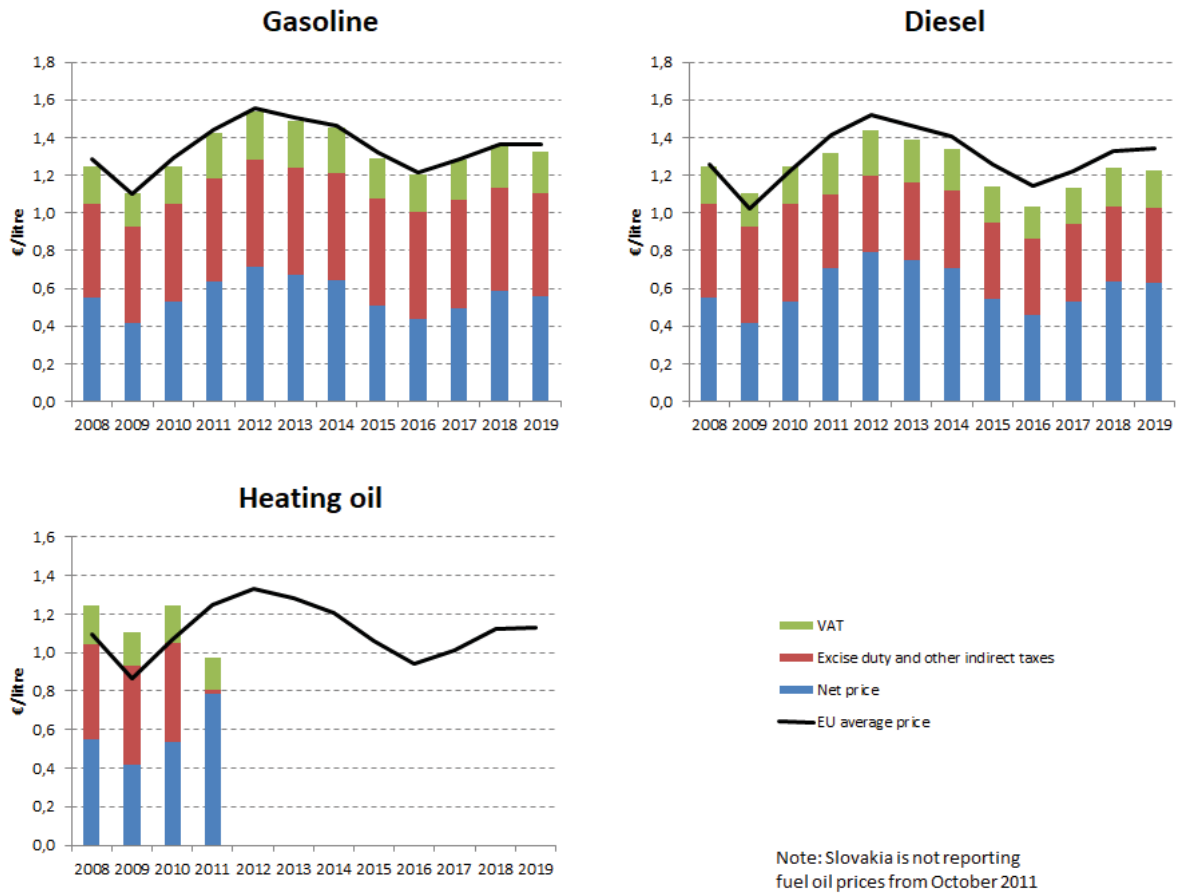 Gasoline
1,8
1,6
1,4
1,2
1,0
0,8
0,6
0,4
0,2
0,0
€/litre
2008 2009 2010 2011 2012 2013 2014 2015 2016 2017 2018 2019
Diesel
1,8
1,6
1,4
1,2
1,0
0,8
0,6
0,4
0,2
0,0
€/litre
2008 2009 2010 2011 2012 2013 2014 2015 2016 2017 2018 2019
Heating oil
1,6
1,4
1,2
1,0
0,8
0,6
0,4
0,2
0,0
€/litre
2008 2009 2010 2011 2012 2013 2014 2015 2016 2017 2018 2019
VAT
Excise duty and other indirect taxes
Net price
EU average price
Note: Slovakia is not reporting
fuel oil prices from October 2011